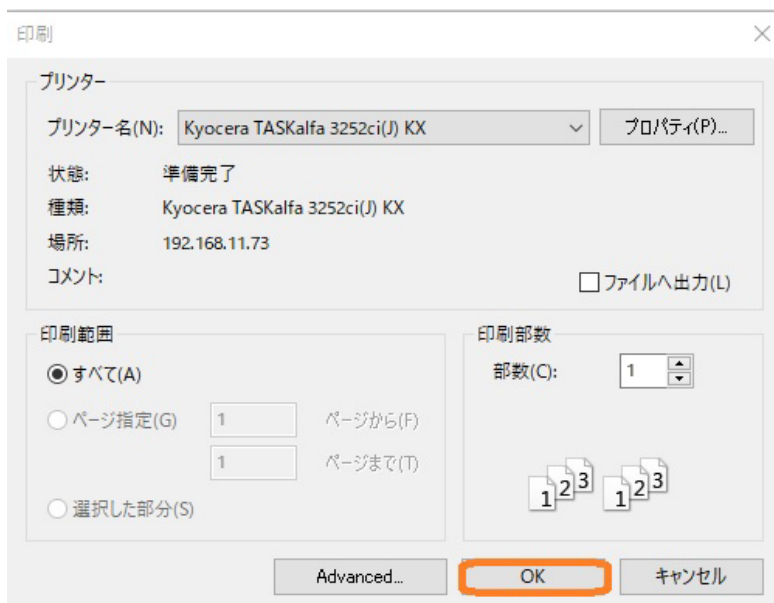 印刷
プリンター
プリンター名(N): Kyocera TASKalfa 3252ci(J) KX プロパティ(P)...
状態: 準備完了
種類: Kyocera TASKalfa 3252ci(J) KX
場所: 192.168.11.73
コメント: ファイルへ出力(L)
印刷範囲 印刷部数
すべて(A) 部数(C): 1
ページ指定(G) 1 ページから(F)
1 ページまで(T)
1 2 3 1 2 3
選択した部分(S)
Advanced... OK キャンセル